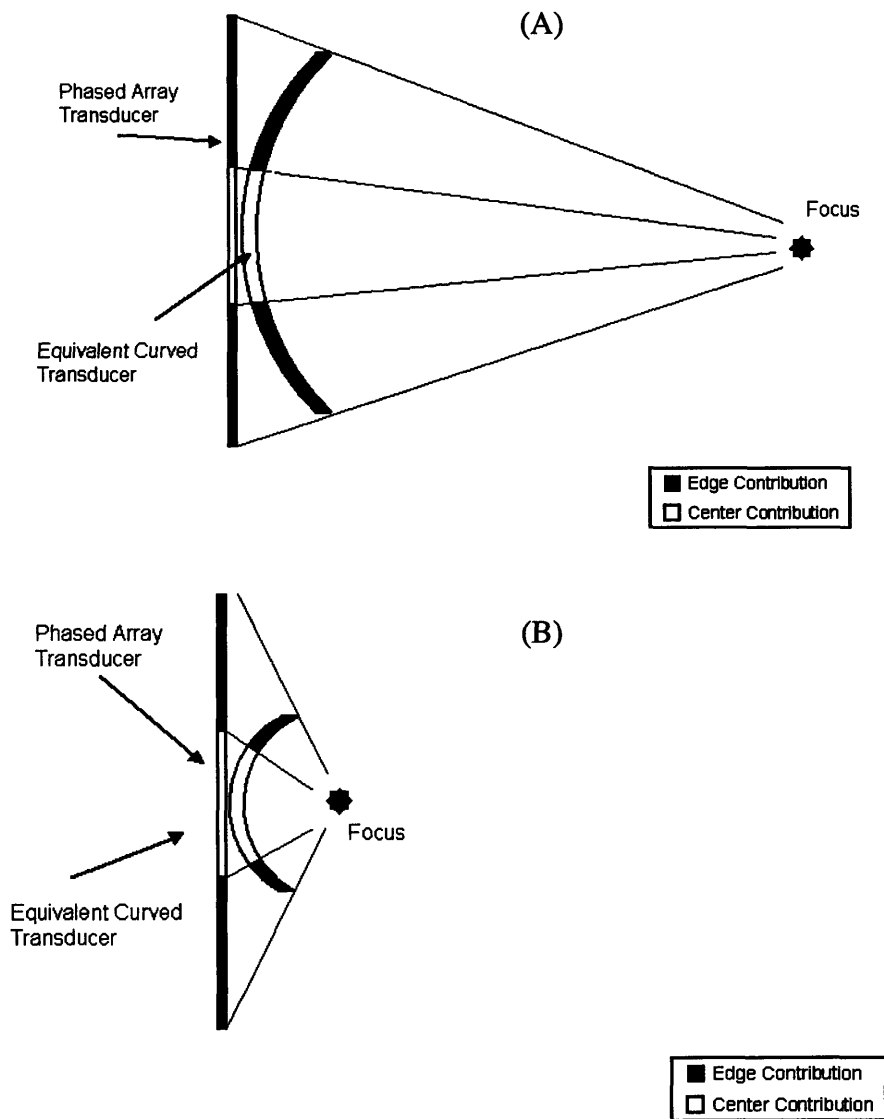 (A)
Phased Array
Transducer
Focus
Equivalent Curved
Transducer
Edge Contribution
Center Contribution
(B)
Phased Array
Transducer
Focus
Equivalent Curved
Transducer
Edge Contribution
Center Contribution